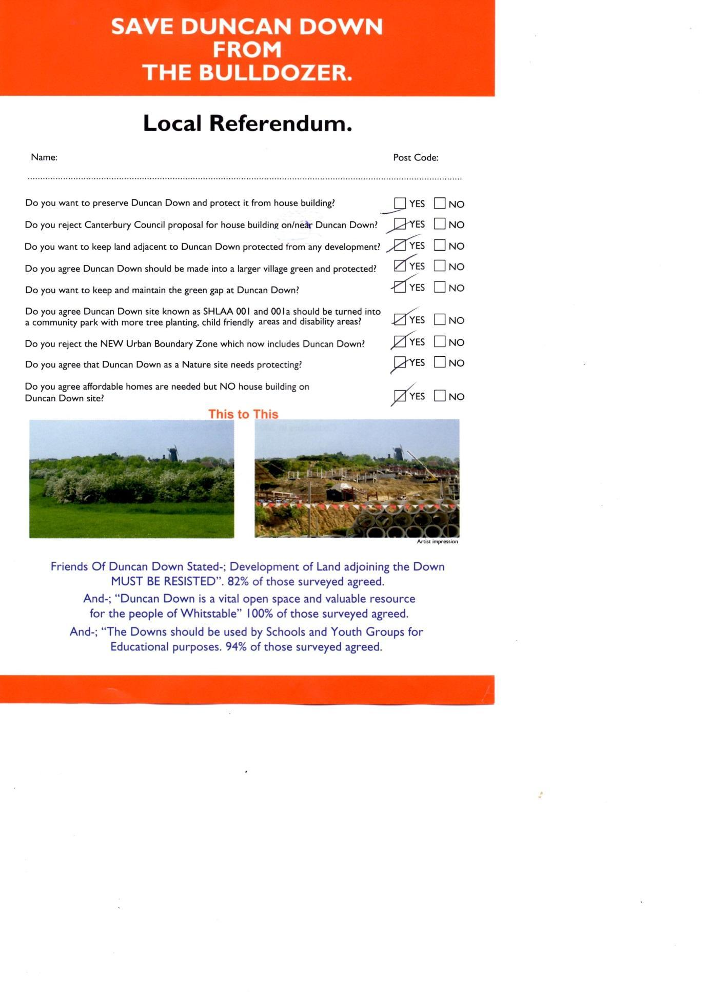 SAVE DUNCAN DOWN
FROM
THE BULLDOZER.
Local Referendum.
Name: Post Code:
Do you want to preserve Duncan Down and protect it from house building? YES NO
Do you reject Canterbury Council proposal for house building on/near Duncan Down? YES NO
Do you want to keep land adjacent to Duncan Down protected from any development? YES NO
Do you agree Duncan Down should be made into a larger village green and protected? YES NO
Do you want to keep and maintain the green gap at Duncan Down? YES NO
Do you agree Duncan Down site known as SHLAA 001 and 001a should be turned into
a community park with more tree planting, child friendly areas and disability areas? YES NO
Do you reject the NEW Urban Boundary Zone which now includes Duncan Down? YES NO
Do you agree that Duncan Down as a Nature site needs protecting? YES NO
Do you agree affordable homes are needed but NO house building on
Duncan Down site? YES NO
This to This
Artist impression
Friends Of Duncan Down Stated-; Development of Land adjoining the Down
MUST BE RESISTED”. 82% of those surveyed agreed.
And-; “Duncan Down is a vital open space and valuable resource
for the people of Whitstable” 100% of those surveyed agreed.
And-; “The Downs should be used by Schools and Youth Groups for
Educational purposes. 94% of those surveyed agreed.